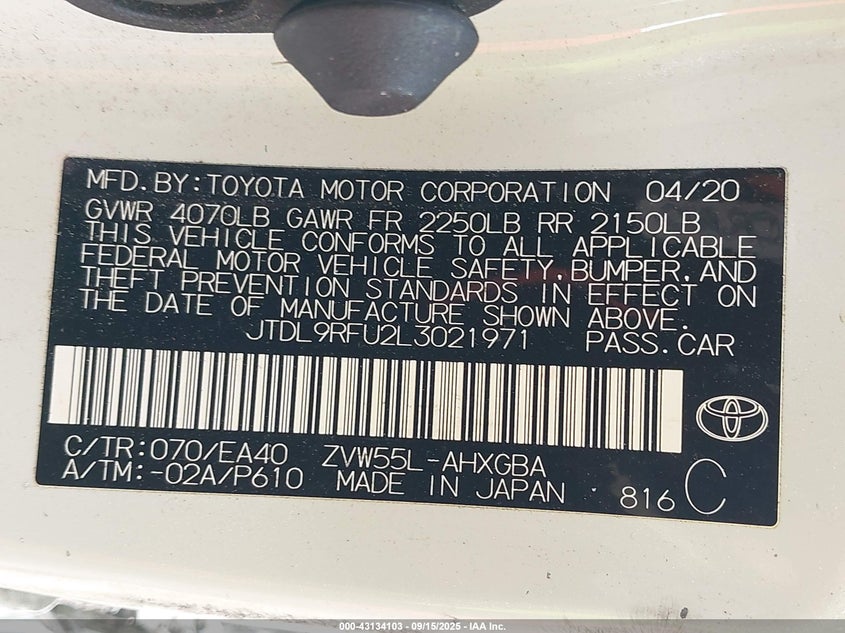 MFD.BY:TOYOTA MOTOR CORPORATION 04/20
GVWR 4070LB GAWR FR 2250LB RR 2150LB
THIS VEHICLE CONFORMS TO ALL APPLICABLE
FEDERAL MOTOR VEHICLE SAFETY,BUMPER,AND
THEFT PREVENTION STANDARDS IN EFFECT ON
THE DATE OF MANUFACTURE SHOWN ABOVE.
JTDL9RFU2L3021971 PASS.CAR
C/TR:070/EA40 ZVW55L-AHXGBA
A/TM:-02A/P610 MADE IN JAPAN 816 C
000-43134103 - 09/15/2025 - IAA Inc.